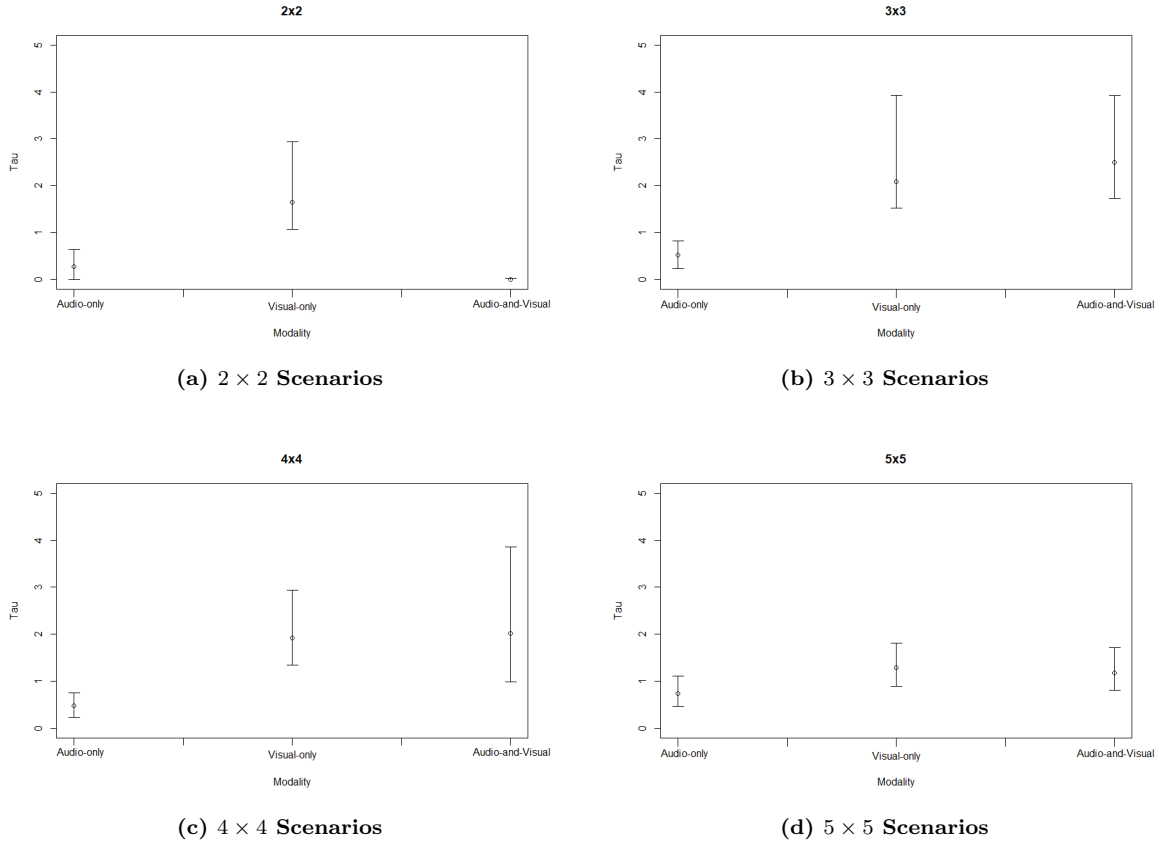 2x2
5
4
3
2
1
0
Tau
Audio-only
Visual-only
Audio-and-Visual
Modality
(a) 2 × 2 Scenarios
3x3
5
4
3
2
1
0
Tau
Audio-only
Visual-only
Audio-and-Visual
Modality
(b) 3 × 3 Scenarios
4x4
5
4
3
2
1
0
Tau
Audio-only
Visual-only
Audio-and-Visual
Modality
(c) 4 × 4 Scenarios
5x5
5
4
3
2
1
0
Tau
Audio-only
Visual-only
Audio-and-Visual
Modality
(d) 5 × 5 Scenarios